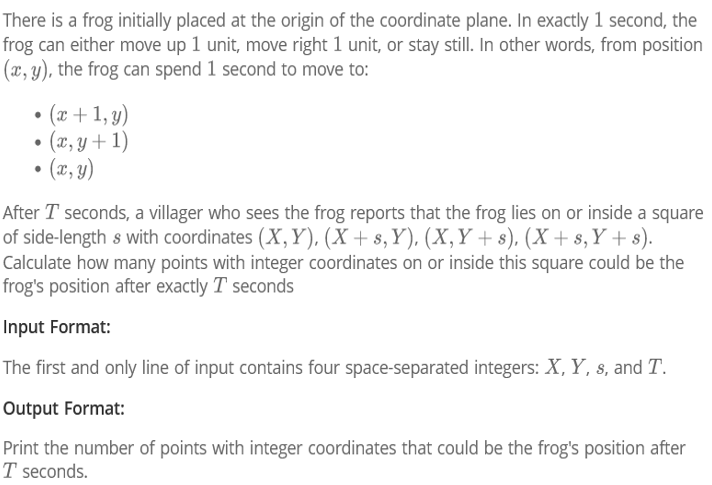 There is a frog initially placed at the origin of the coordinate plane. In exactly 1 second, the
frog can either move up 1 unit, move right 1 unit, or stay still. In other words, from position
(x, y), the frog can spend 1 second to move to:
• (x + 1, y)
• (x, y + 1)
• (x, y)
After T seconds, a villager who sees the frog reports that the frog lies on or inside a square
of side-length s with coordinates (X, Y), (X + s, Y), (X, Y + s), (X + s, Y + s).
Calculate how many points with integer coordinates on or inside this square could be the
frog's position after exactly T seconds
Input Format:
The first and only line of input contains four space-separated integers: X, Y, s, and T.
Output Format:
Print the number of points with integer coordinates that could be the frog's position after
T seconds.